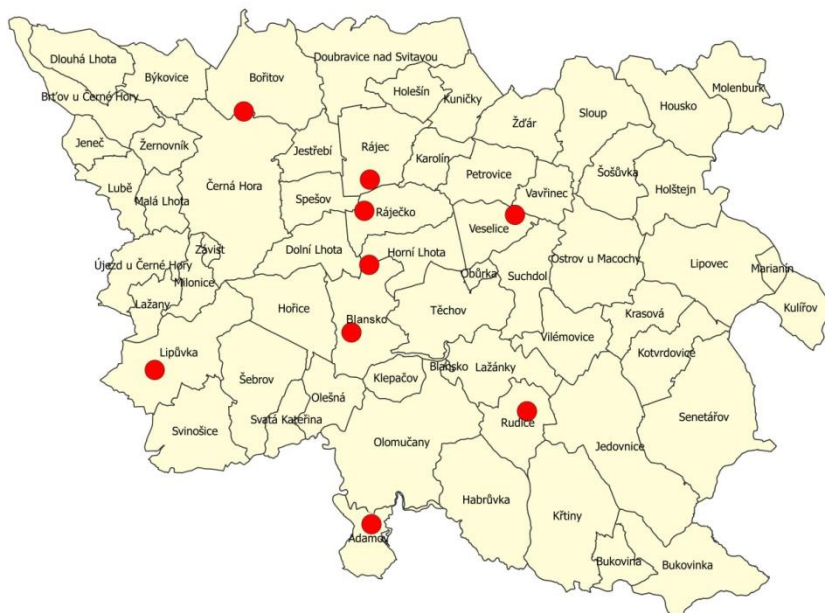 Dlouhá Lhota
Býkovice
Bořitov
Doubravice nad Svitavou
Holešín
Kuničky
Molenburk
Housko
Sloup
Žďár
Brťov u Černé Hory
Jeneč
Žernovník
Jestřebí
Rájec
Karolín
Petrovice
Vavřinec
Šošůvka
Holštejn
Lubě
Malá Lhota
Černá Hora
Spešov
Ráječko
Veselice
Závist
Dolní Lhota
Horní Lhota
Újezd u Černé Hory
Milonice
Obůrka
Suchdol
Ostrov u Macochy
Lipovec
Marianín
Kulířov
Lažany
Hořice
Blansko
Těchov
Krasová
Vilémovice
Lipůvka
Šebrov
Klepačov
Blansko
Lažánky
Kotvrdovice
Olešná
Svinošice
Svatá Kateřina
Rudice
Senetářov
Olomučany
Jedovnice
Habrůvka
Křtiny
Adamov
Bukovina
Bukovinka